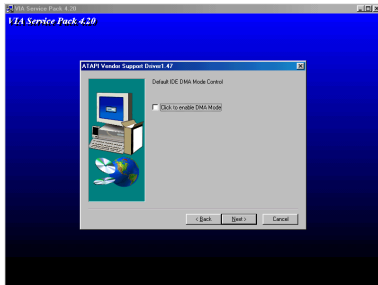 VIA Service Pack 4.20
VIA Service Pack 4.20
ATAPI Vendor Support Driver1.47
Default IDE DMA Mode Control
Click to enable DMA Mode
< Back
Next >
Cancel